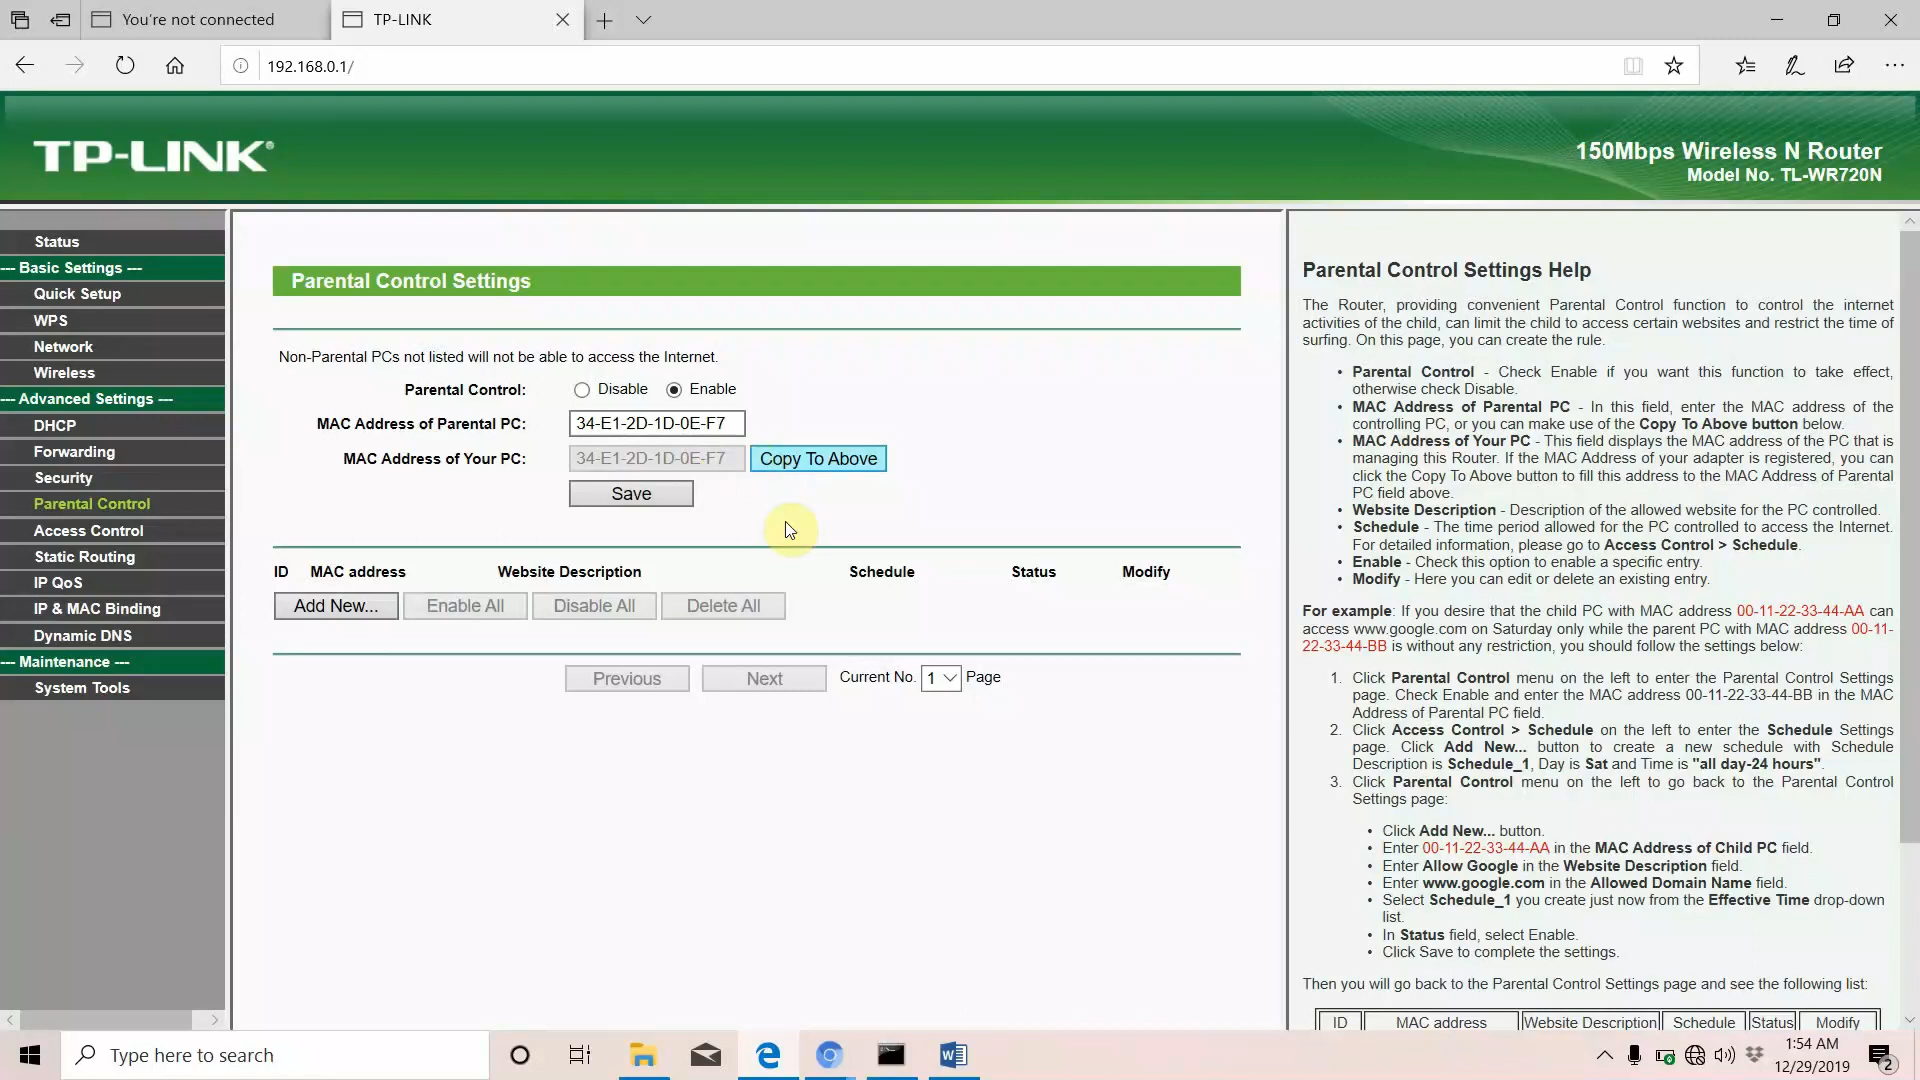 You're not connected
TP-LINK
192.168.0.1/
TP-LINK®
150Mbps Wireless N Router
Model No. TL-WR720N
Status
--- Basic Settings ---
Quick Setup
WPS
Network
Wireless
--- Advanced Settings ---
DHCP
Forwarding
Security
Parental Control
Access Control
Static Routing
IP QoS
IP & MAC Binding
Dynamic DNS
--- Maintenance ---
System Tools
Parental Control Settings
Non-Parental PCs not listed will not be able to access the Internet.
Parental Control: Disable Enable
MAC Address of Parental PC: 34-E1-2D-1D-0E-F7
MAC Address of Your PC: 34-E1-2D-1D-0E-F7 Copy To Above
Save
ID MAC address Website Description Schedule Status Modify
Add New... Enable All Disable All Delete All
Previous Next Current No. 1 Page
Parental Control Settings Help
The Router, providing convenient Parental Control function to control the internet
activities of the child, can limit the child to access certain websites and restrict the time of
surfing. On this page, you can create the rule.
• Parental Control - Check Enable if you want this function to take effect,
otherwise check Disable.
• MAC Address of Parental PC - In this field, enter the MAC address of the
controlling PC, or you can make use of the Copy To Above button below.
• MAC Address of Your PC - This field displays the MAC address of the PC that is
managing this Router. If the MAC Address of your adapter is registered, you can
click the Copy To Above button to fill this address to the MAC Address of Parental
PC field above.
• Website Description - Description of the allowed website for the PC controlled.
• Schedule - The time period allowed for the PC controlled to access the Internet.
For detailed information, please go to Access Control > Schedule.
• Enable - Check this option to enable a specific entry.
• Modify - Here you can edit or delete an existing entry.
For example: If you desire that the child PC with MAC address 00-11-22-33-44-AA can
access www.google.com on Saturday only while the parent PC with MAC address 00-11-
22-33-44-BB is without any restriction, you should follow the settings below:
1. Click Parental Control menu on the left to enter the Parental Control Settings
page. Check Enable and enter the MAC address 00-11-22-33-44-BB in the MAC
Address of Parental PC field.
2. Click Access Control > Schedule on the left to enter the Schedule Settings
page. Click Add New... button to create a new schedule with Schedule
Description is Schedule_1, Day is Sat and Time is "all day-24 hours".
3. Click Parental Control menu on the left to go back to the Parental Control
Settings page:
• Click Add New... button.
• Enter 00-11-22-33-44-AA in the MAC Address of Child PC field.
• Enter Allow Google in the Website Description field.
• Enter www.google.com in the Allowed Domain Name field.
• Select Schedule_1 you create just now from the Effective Time drop-down
list.
• In Status field, select Enable.
• Click Save to complete the settings.
Then you will go back to the Parental Control Settings page and see the following list:
ID MAC address Website Description Schedule Status Modify
Type here to search
1:54 AM
12/29/2019
2